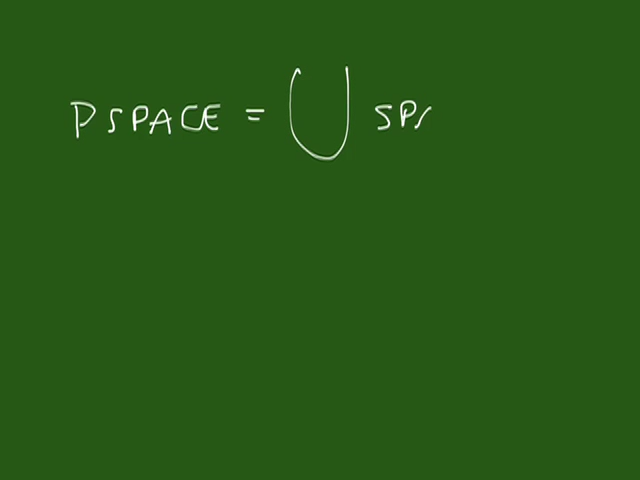 PSPACE = ⋃ SP